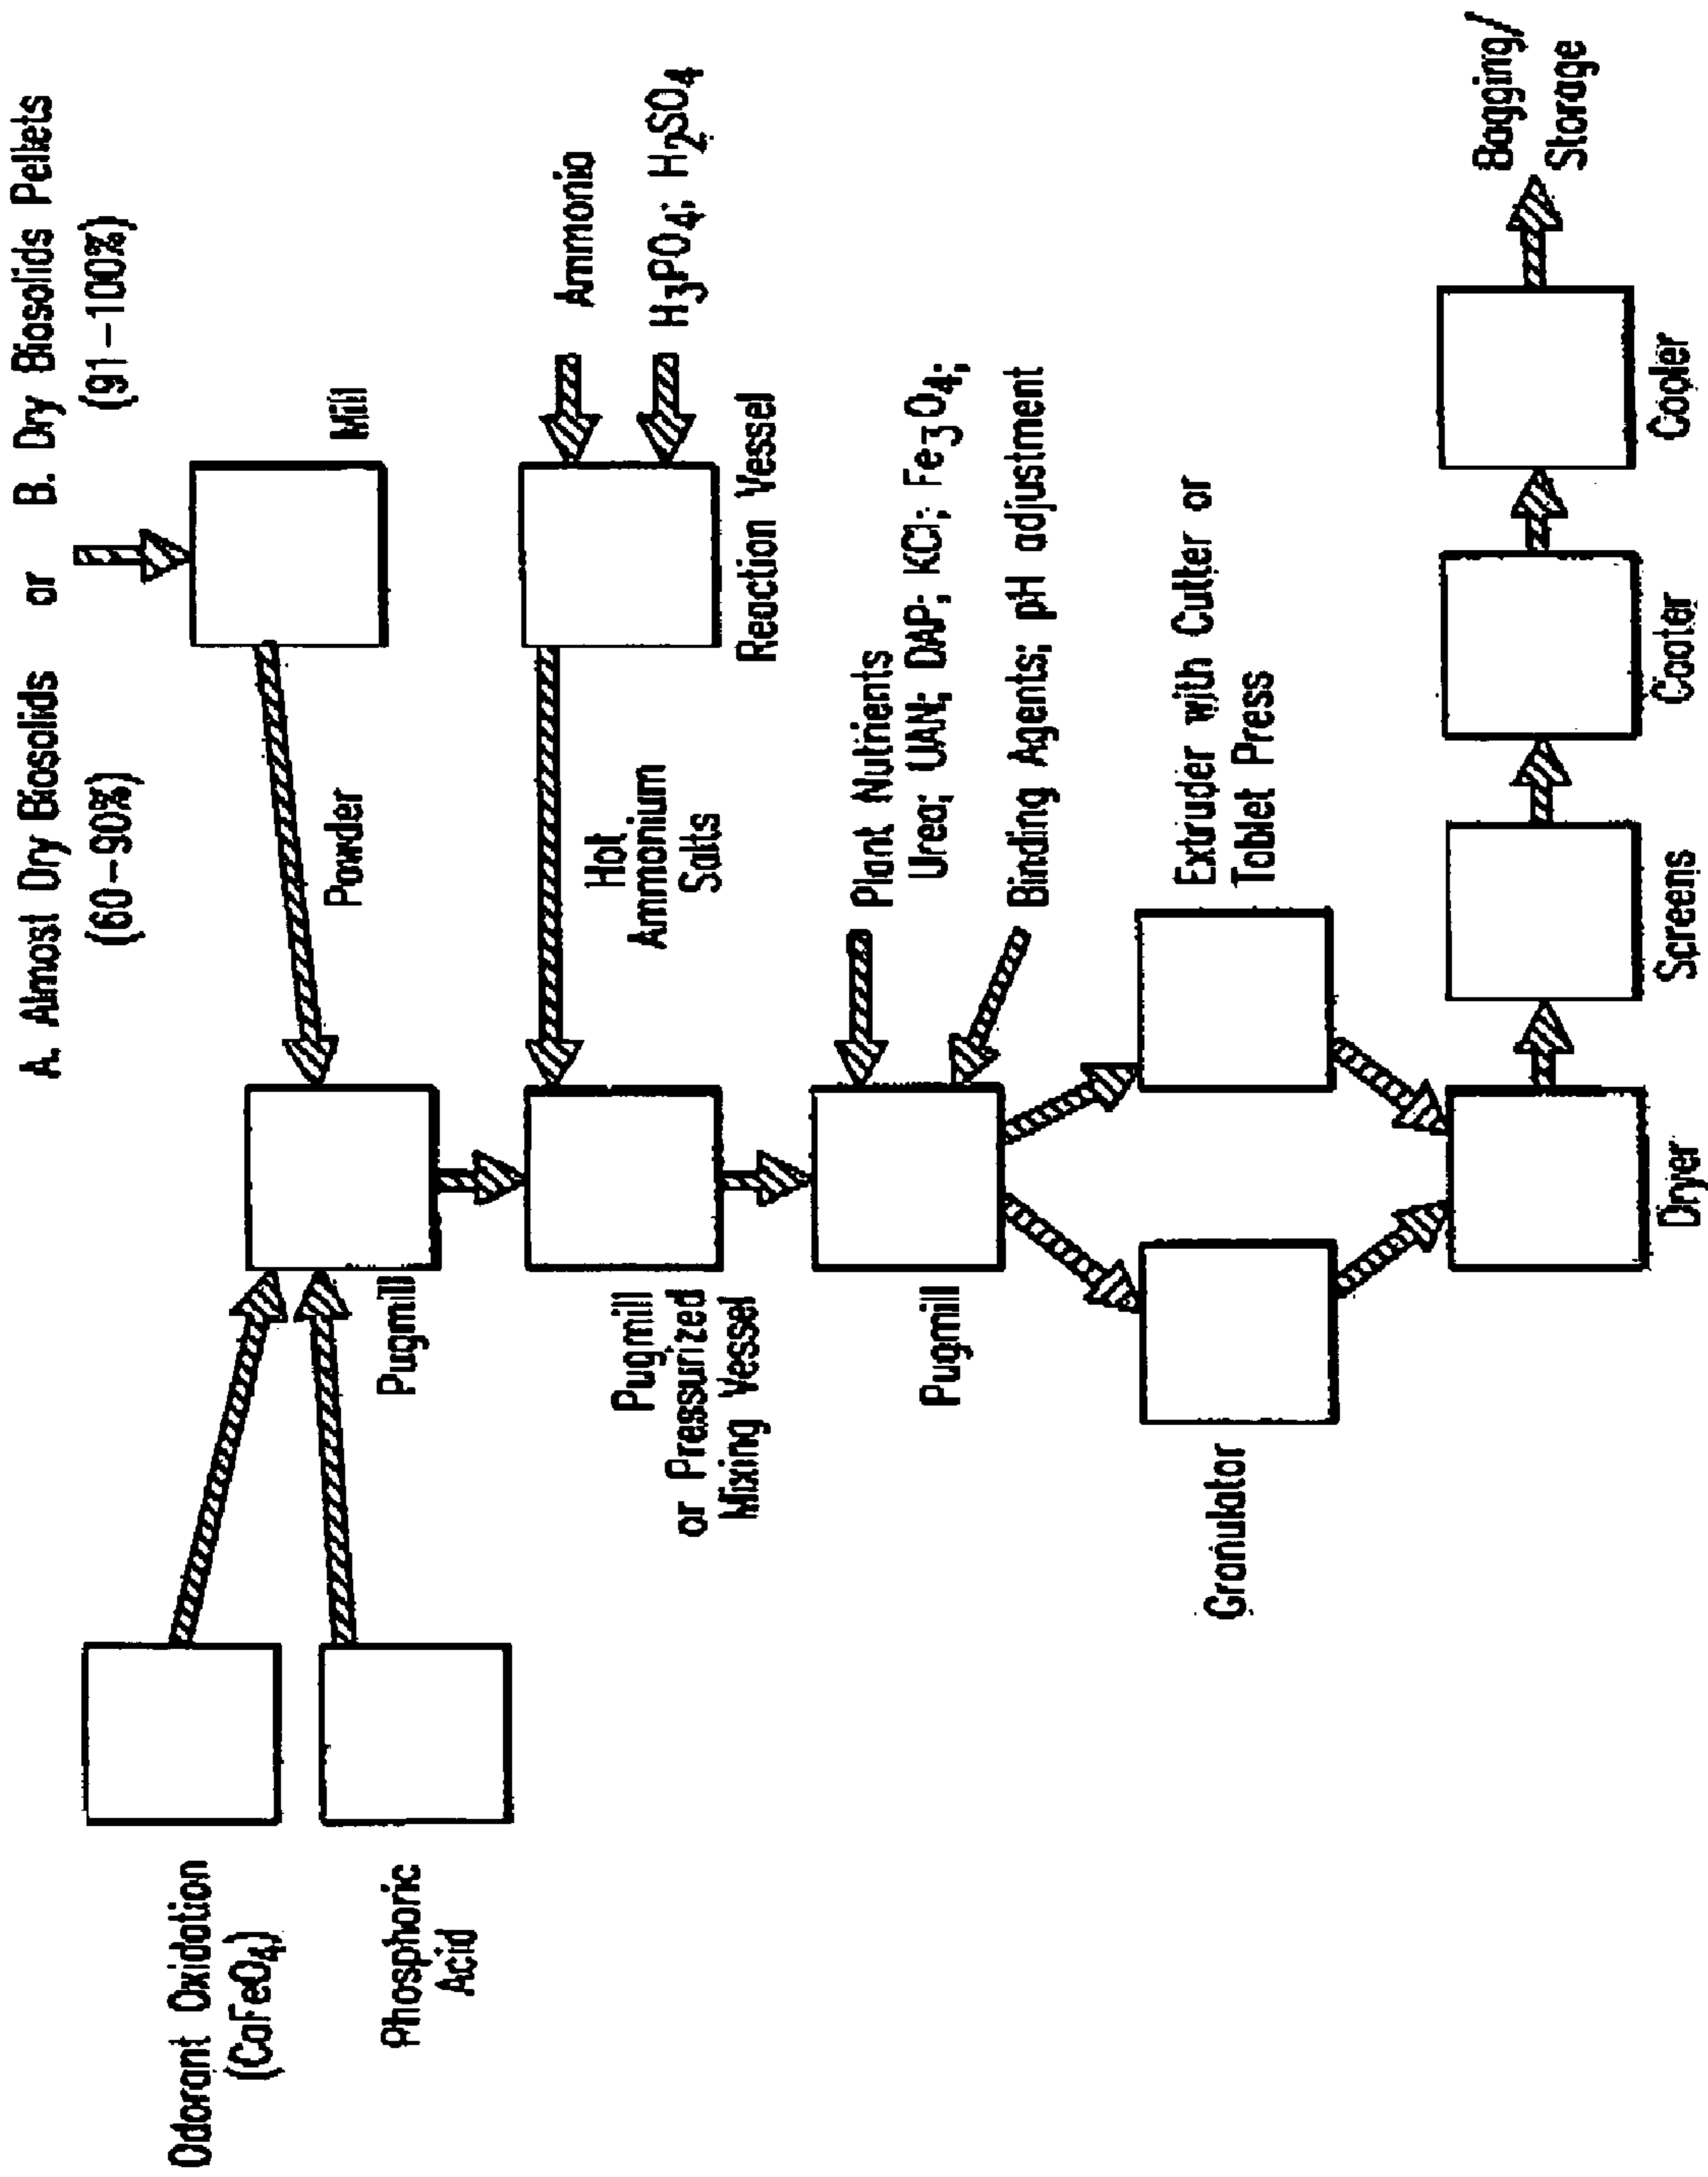 A. Almost Dry Biosolids or B. Dry Biosolids Pellets
(60-90%) (91-100%)
Mill
Powder
Odorant Oxidation
(CaFeO4)
Phosphoric
Acid
Pugmill
Ammonia
H3PO4; H2SO4
Reaction Vessel
Hot
Ammonium
Salts
Pugmill
or Pressurized
Mixing Vessel
Plant Nutrients
Urea; UAN; DAP; KCl; Fe3O4;
Binding Agents; pH adjustment
Pugmill
Extruder with Cutter or
Tablet Press
Granulator
Dryer
Screens
Coater
Cooler
Bagging/
Storage